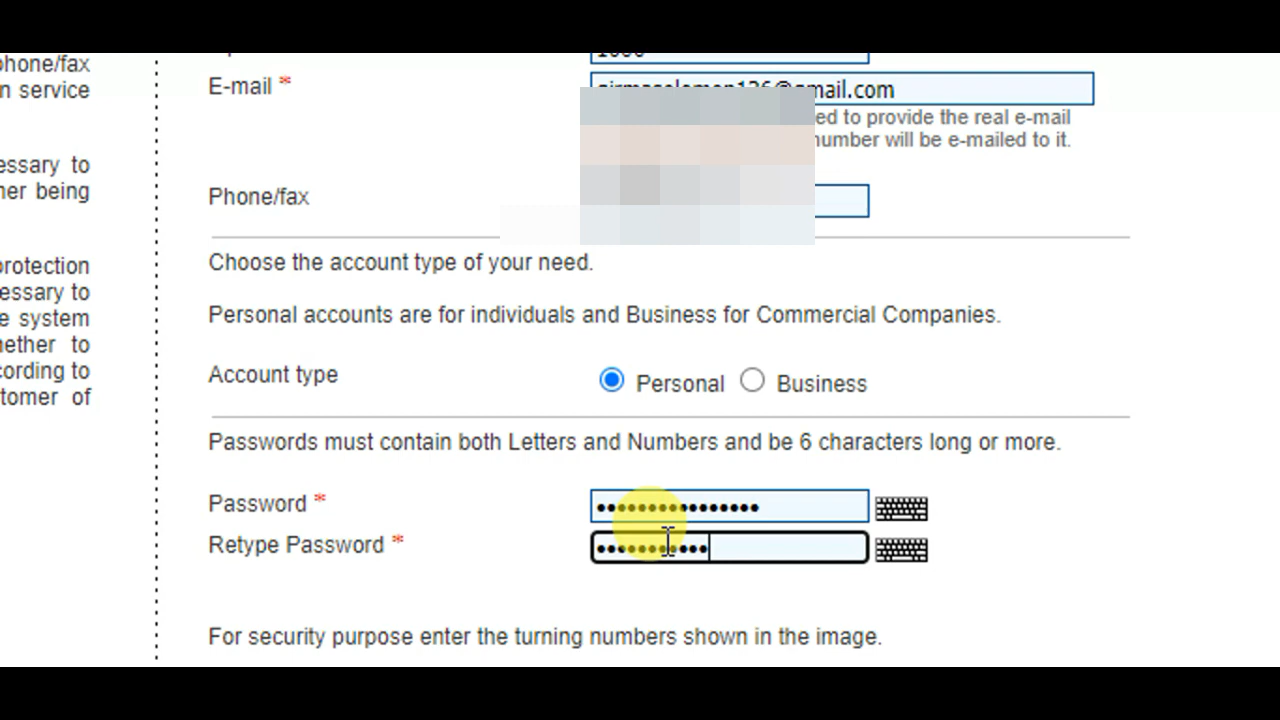 phone/fax
n service
essary to
her being
protection
essary to
e system
hether to
cording to
tomer of
E-mail *
mail.com
ed to provide the real e-mail
number will be e-mailed to it.
Phone/fax
Choose the account type of your need.
Personal accounts are for individuals and Business for Commercial Companies.
Account type
Personal Business
Passwords must contain both Letters and Numbers and be 6 characters long or more.
Password *
Retype Password *
For security purpose enter the turning numbers shown in the image.